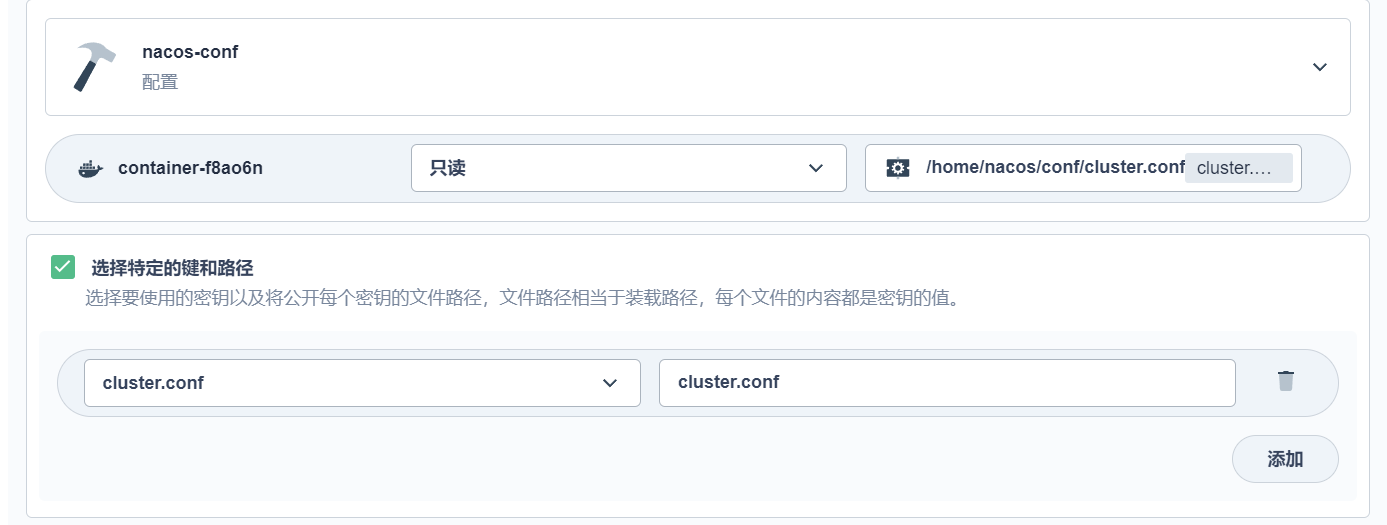 nacos-conf
配置
container-f8ao6n
只读
/home/nacos/conf/cluster.conf
cluster.…
选择特定的键和路径
选择要使用的密钥以及将公开每个密钥的文件路径，文件路径相当于装载路径，每个文件的内容都是密钥的值。
cluster.conf
cluster.conf
添加